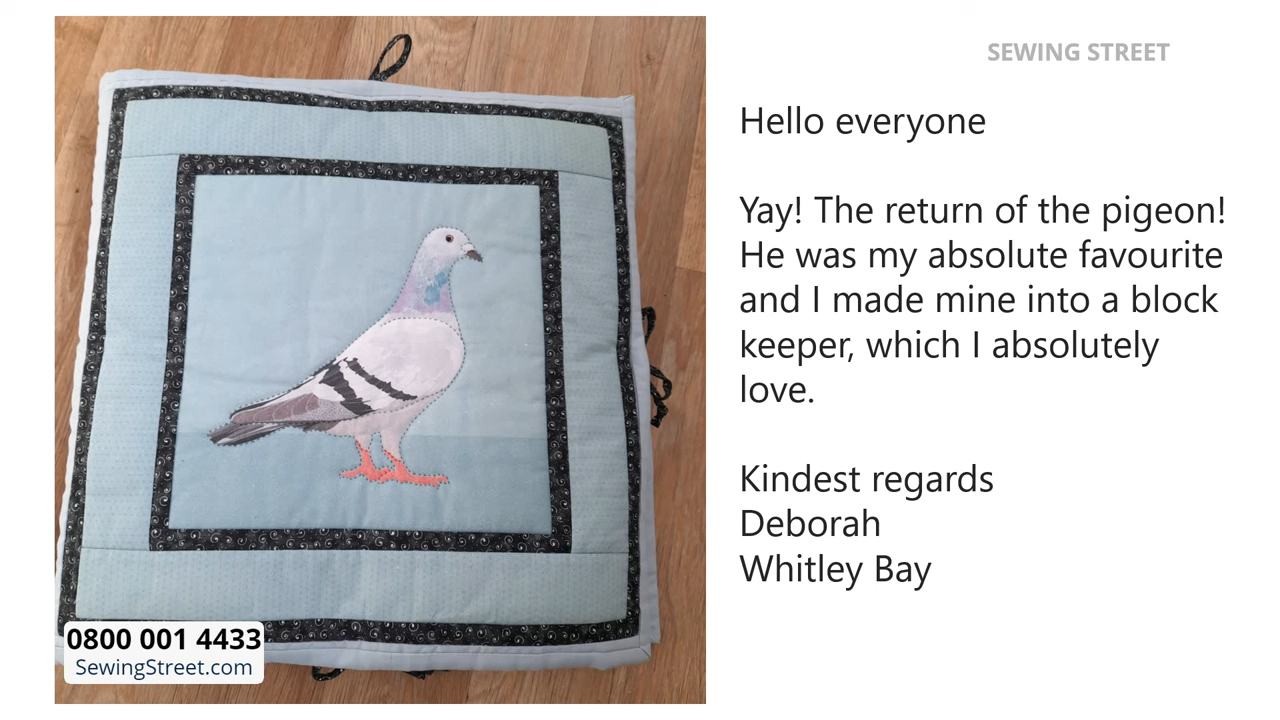 SEWING STREET
Hello everyone
Yay! The return of the pigeon!
He was my absolute favourite
and I made mine into a block
keeper, which I absolutely
love.
Kindest regards
Deborah
Whitley Bay
0800 001 4433
SewingStreet.com